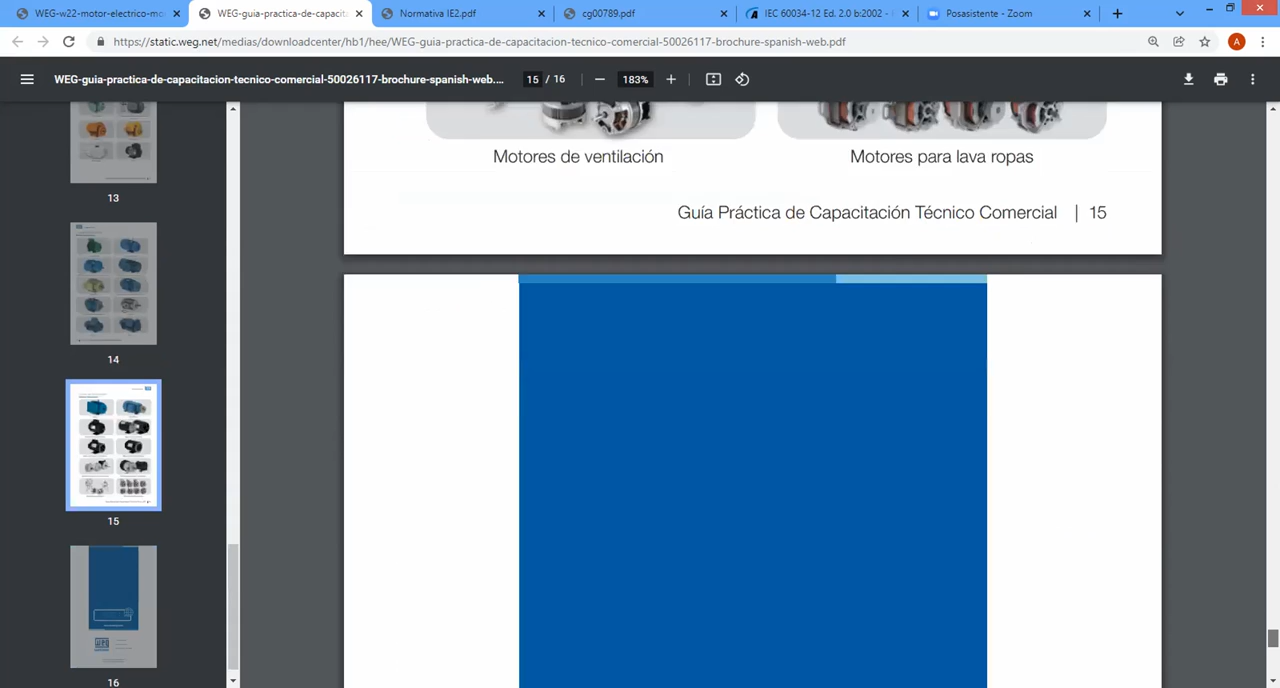 WEG-w22-motor-electrico-mo
WEG-guia-practica-de-capacita
Normativa IE2.pdf
cg00789.pdf
IEC 60034-12 Ed. 2.0 b:2002 -
Posasistente - Zoom
https://static.weg.net/medias/downloadcenter/hb1/hee/WEG-guia-practica-de-capacitacion-tecnico-comercial-50026117-brochure-spanish-web.pdf
A
WEG-guia-practica-de-capacitacion-tecnico-comercial-50026117-brochure-spanish-web....
15 / 16
183%
13
14
15
16
Motores de ventilación
Motores para lava ropas
Guía Práctica de Capacitación Técnico Comercial | 15